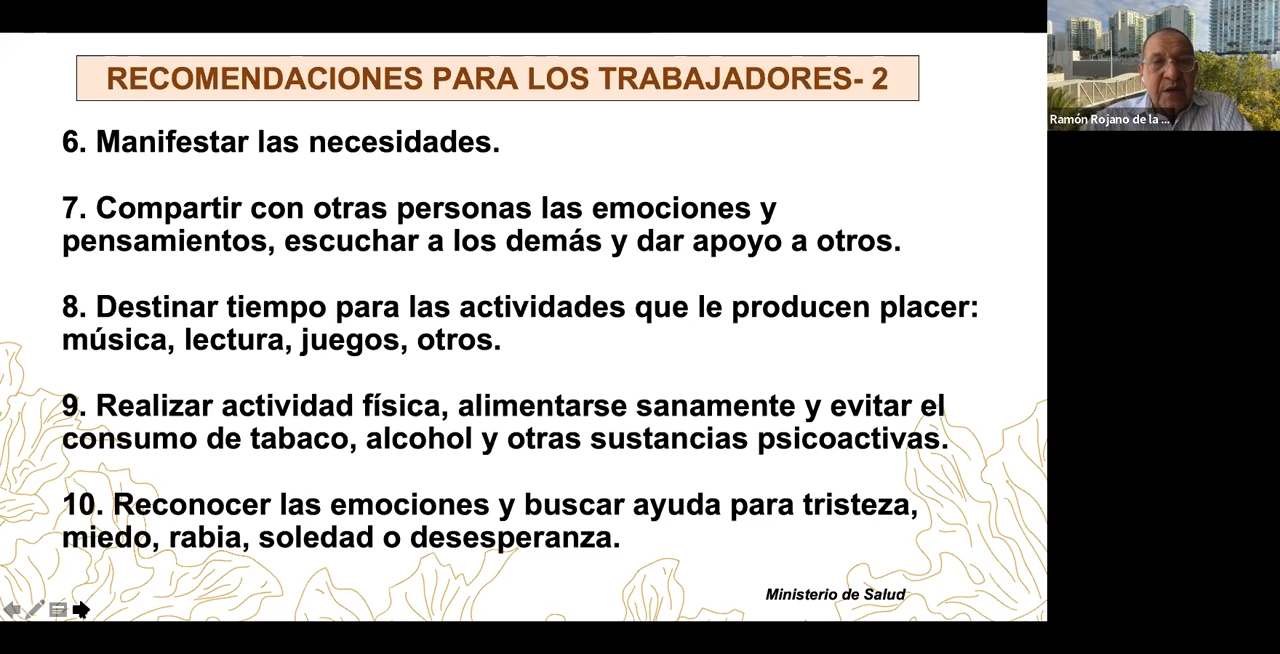 RECOMENDACIONES PARA LOS TRABAJADORES- 2
Ramón Rojano de la ...
6. Manifestar las necesidades.
7. Compartir con otras personas las emociones y
pensamientos, escuchar a los demás y dar apoyo a otros.
8. Destinar tiempo para las actividades que le producen placer:
música, lectura, juegos, otros.
9. Realizar actividad física, alimentarse sanamente y evitar el
consumo de tabaco, alcohol y otras sustancias psicoactivas.
10. Reconocer las emociones y buscar ayuda para tristeza,
miedo, rabia, soledad o desesperanza.
Ministerio de Salud